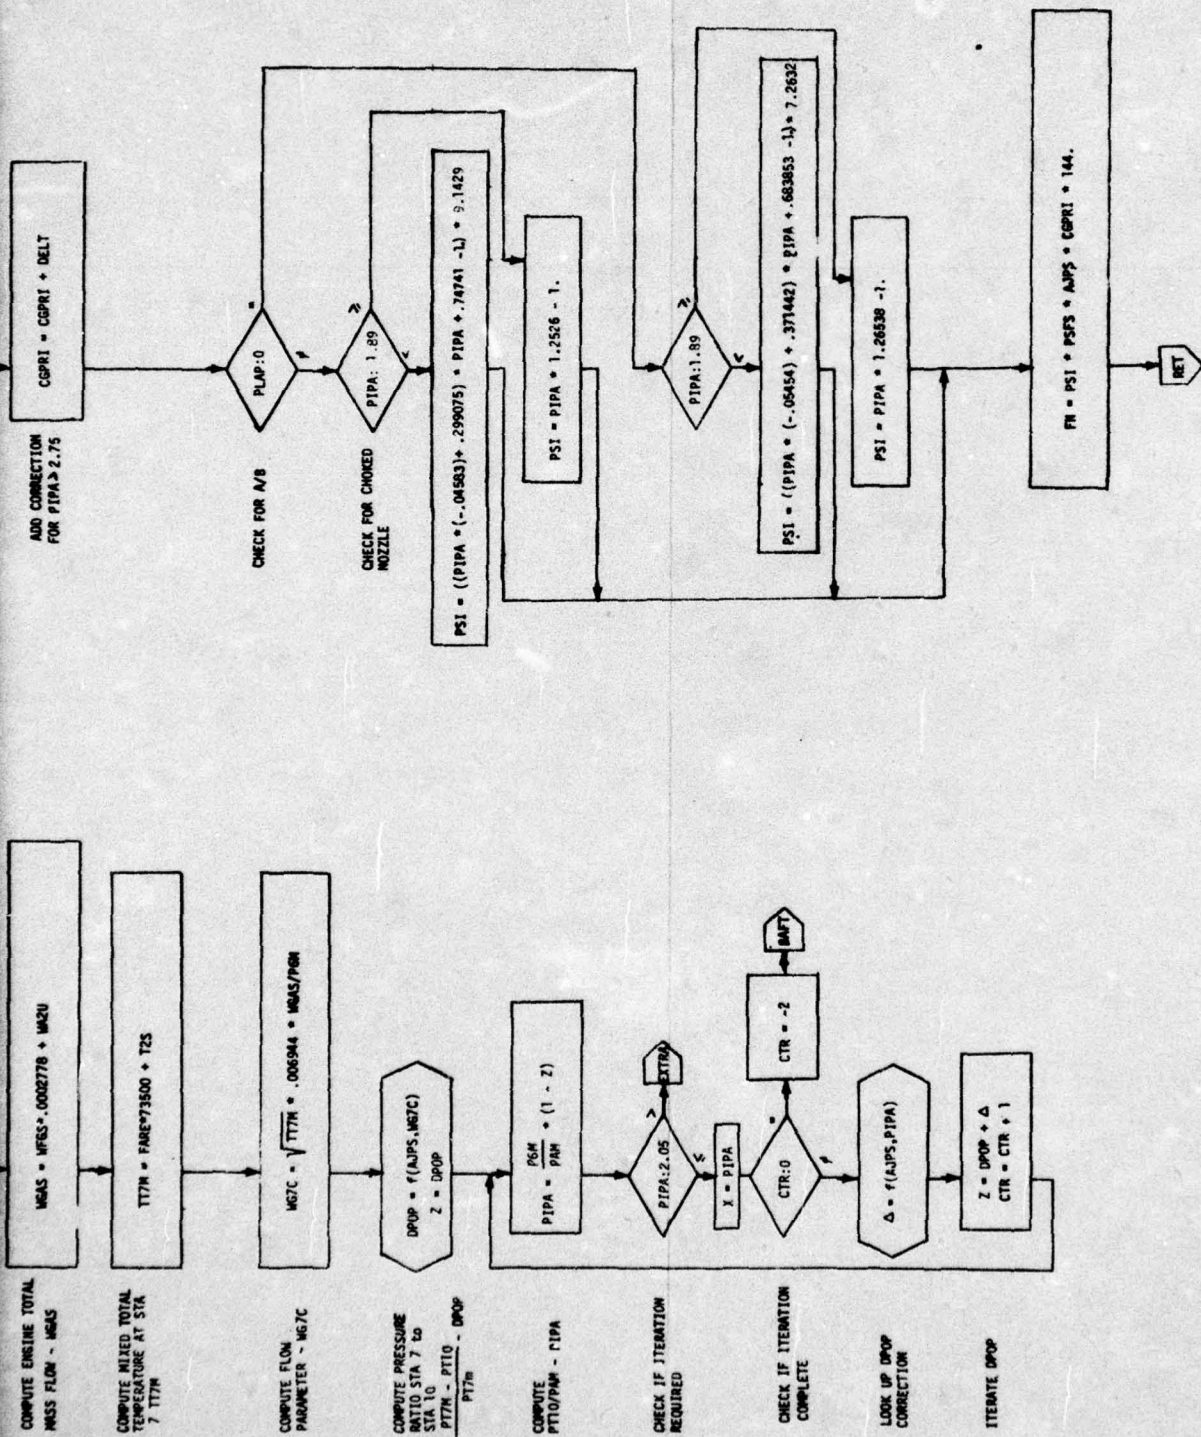 COMPUTE ENGINE TOTAL
MASS FLOW - WGAS
WGAS = WFGS*.0002778 + WA2U
COMPUTE MIXED TOTAL
TEMPERATURE AT STA
7 TT7M
TT7M = FARE*73500 + T2S
COMPUTE FLOW
PARAMETER - WG7C
WG7C = √TT7M * .006944 * WGAS/P6M
COMPUTE PRESSURE
RATIO STA 7 to
STA 10
PT7M - PT10 - DPOP
PT7m
DPOP = f(AJPS,WG7C)
Z = DPOP
COMPUTE
PT10/PAM - PIPA
PIPA = P6M/PAM * (1 - Z)
CHECK IF ITERATION
REQUIRED
PIPA:2.05
>
EXTRA
≤
X = PIPA
CHECK IF ITERATION
COMPLETE
CTR:0
=
CTR = -2
BAFT
≠
LOOK UP DPOP
CORRECTION
Δ = f(AJPS,PIPA)
ITERATE DPOP
Z = DPOP + Δ
CTR = CTR + 1
ADD CORRECTION
FOR PIPA > 2.75
CGPRI = CGPRI + DELT
CHECK FOR A/B
PLAP:0
=
≠
CHECK FOR CHOKED
NOZZLE
PIPA: 1.89
≥
<
PSI = ((PIPA *(-.04583)+ .299075) * PIPA +.74741 -1.) * 9.1429
PSI = PIPA * 1.2526 - 1.
PIPA:1.89
≥
<
PSI = ((PIPA * (-.05454) + .371442) * PIPA +.683853 -1.)* 7.2632
PSI = PIPA * 1.26538 -1.
FN = PSI * PSFS * AJPS * CGPRI * 144.
RET